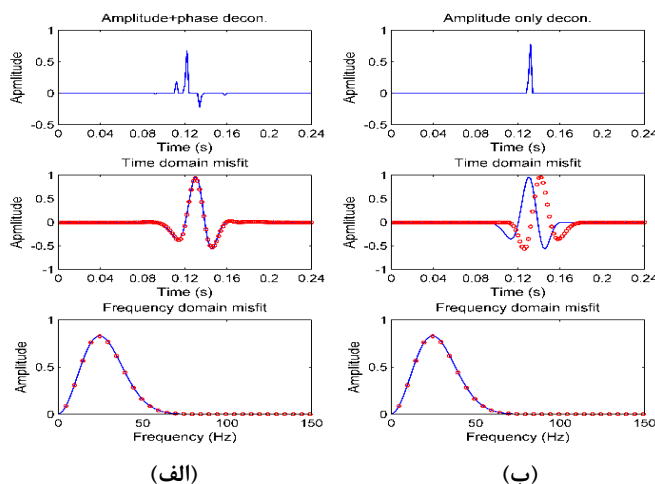 Amplitude+phase decon.
1
0.5
0
-0.5
Apmlitude
0 0.04 0.08 0.12 0.16 0.2 0.24
Time (s)
Time domain misfit
1
0.5
0
-0.5
-1
Amplitude
0 0.04 0.08 0.12 0.16 0.2 0.24
Time (s)
Frequency domain misfit
1
0.5
0
Amplitude
0 50 100 150
Frequency (Hz)
(الف)
Amplitude only decon.
1
0.5
0
-0.5
Apmlitude
0 0.04 0.08 0.12 0.16 0.2 0.24
Time (s)
Time domain misfit
1
0.5
0
-0.5
-1
Amplitude
0 0.04 0.08 0.12 0.16 0.2 0.24
Time (s)
Frequency domain misfit
1
0.5
0
Amplitude
0 50 100 150
Frequency (Hz)
(ب)